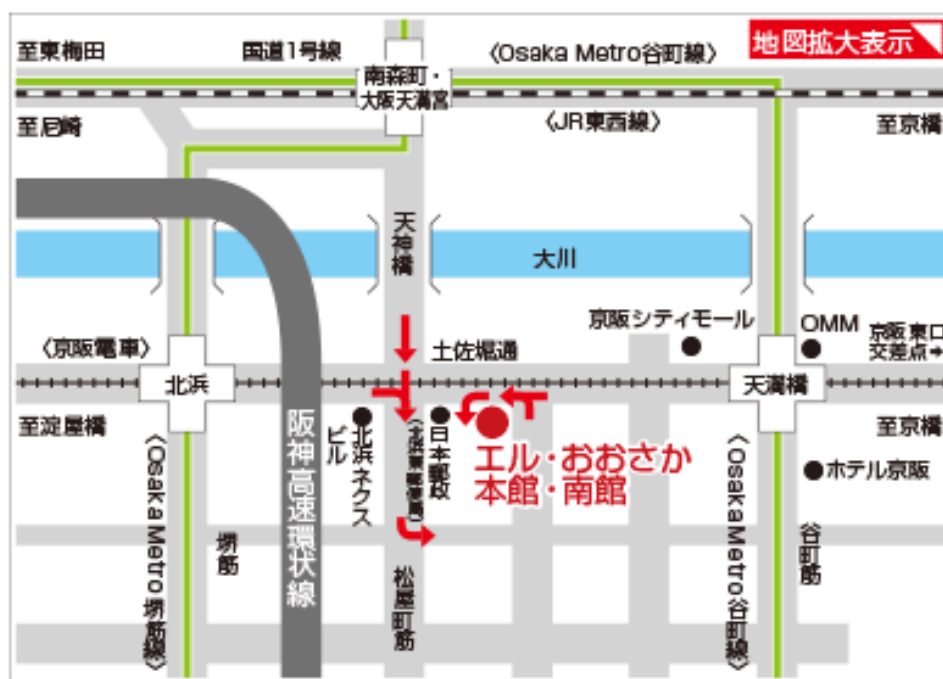 地図拡大表示
至東梅田
国道1号線
〈Osaka Metro谷町線〉
南森町・
大阪天満宮
至尼崎
〈JR東西線〉
至京橋
天神橋
大川
京阪シティモール
OMM
京阪東口
交差点→
〈京阪電車〉
土佐堀通
北浜
天満橋
至淀屋橋
至京橋
北浜ネクス
ビル
〈北浜東郵便局〉
日本郵政
エル・おおさか
本館・南館
ホテル京阪
阪神高速環状線
〈Osaka Metro堺筋線〉
堺筋
松屋町筋
〈Osaka Metro谷町線〉
谷町筋